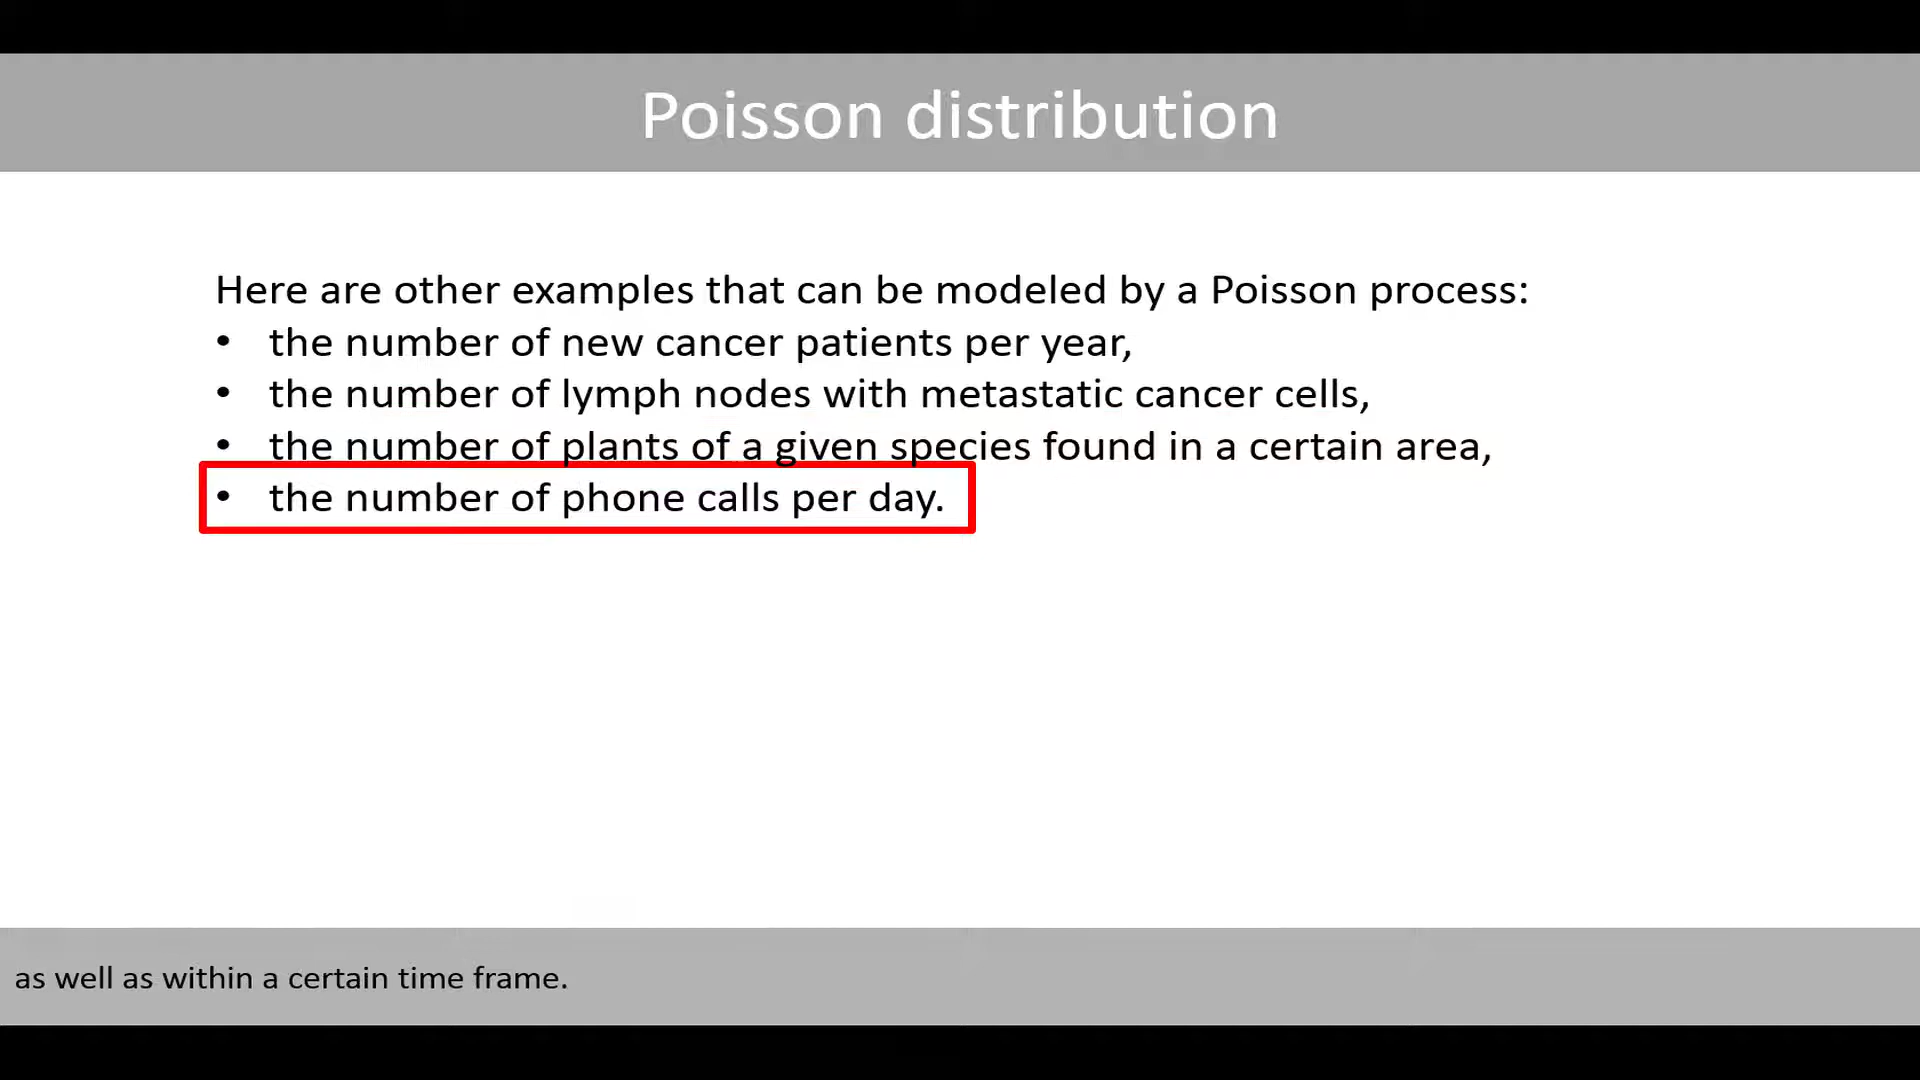 Poisson distribution
Here are other examples that can be modeled by a Poisson process:
• the number of new cancer patients per year,
• the number of lymph nodes with metastatic cancer cells,
• the number of plants of a given species found in a certain area,
• the number of phone calls per day.
as well as within a certain time frame.